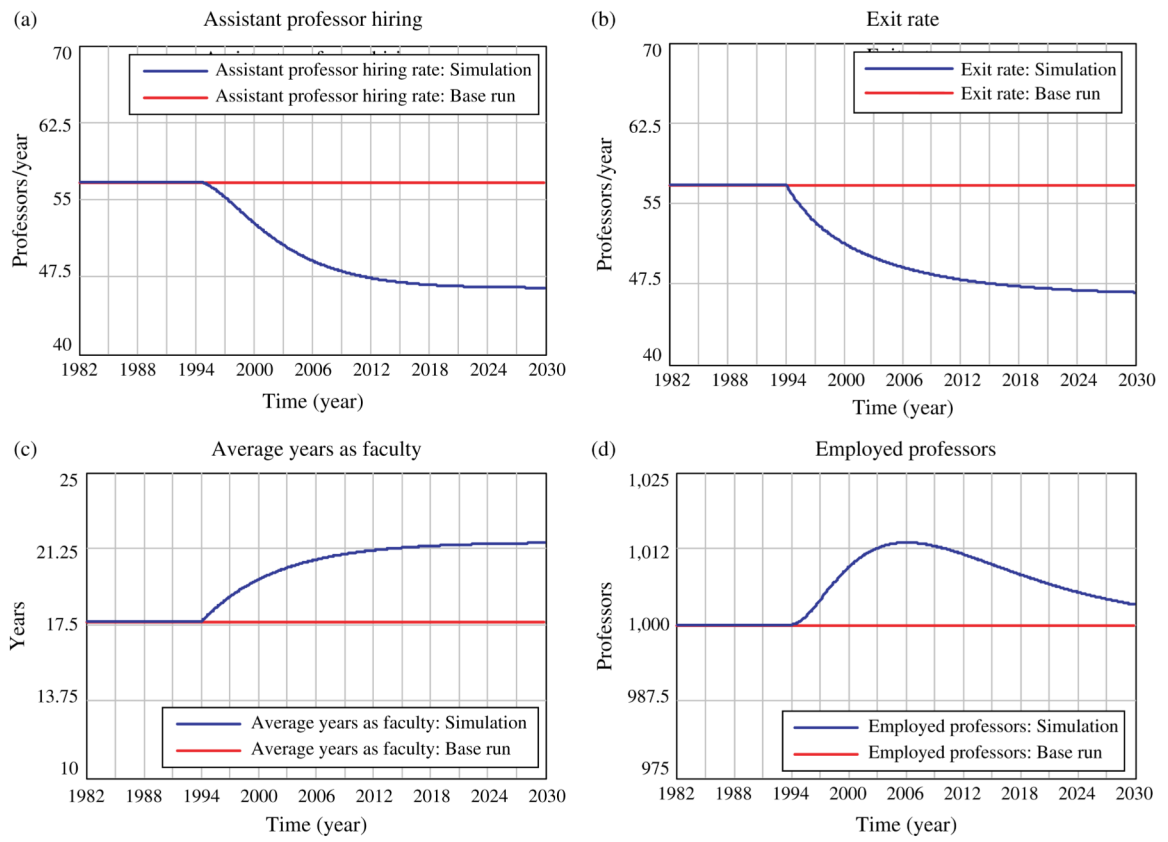 (a) Assistant professor hiring
70
Assistant professor hiring rate: Simulation
Assistant professor hiring rate: Base run
62.5
55
47.5
40
Professors/year
1982 1988 1994 2000 2006 2012 2018 2024 2030
Time (year)
(b) Exit rate
70
Exit rate: Simulation
Exit rate: Base run
62.5
55
47.5
40
Professors/year
1982 1988 1994 2000 2006 2012 2018 2024 2030
Time (year)
(c) Average years as faculty
25
21.25
17.5
13.75
10
Years
Average years as faculty: Simulation
Average years as faculty: Base run
1982 1988 1994 2000 2006 2012 2018 2024 2030
Time (year)
(d) Employed professors
1,025
1,012
1,000
987.5
975
Professors
Employed professors: Simulation
Employed professors: Base run
1982 1988 1994 2000 2006 2012 2018 2024 2030
Time (year)